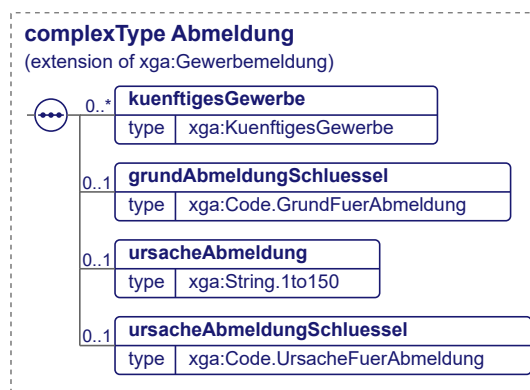 complexType Abmeldung
(extension of xga:Gewerbemeldung)
0..* kuenftigesGewerbe
type xga:KuenftigesGewerbe
0..1 grundAbmeldungSchluessel
type xga:Code.GrundFuerAbmeldung
0..1 ursacheAbmeldung
type xga:String.1to150
0..1 ursacheAbmeldungSchluessel
type xga:Code.UrsacheFuerAbmeldung